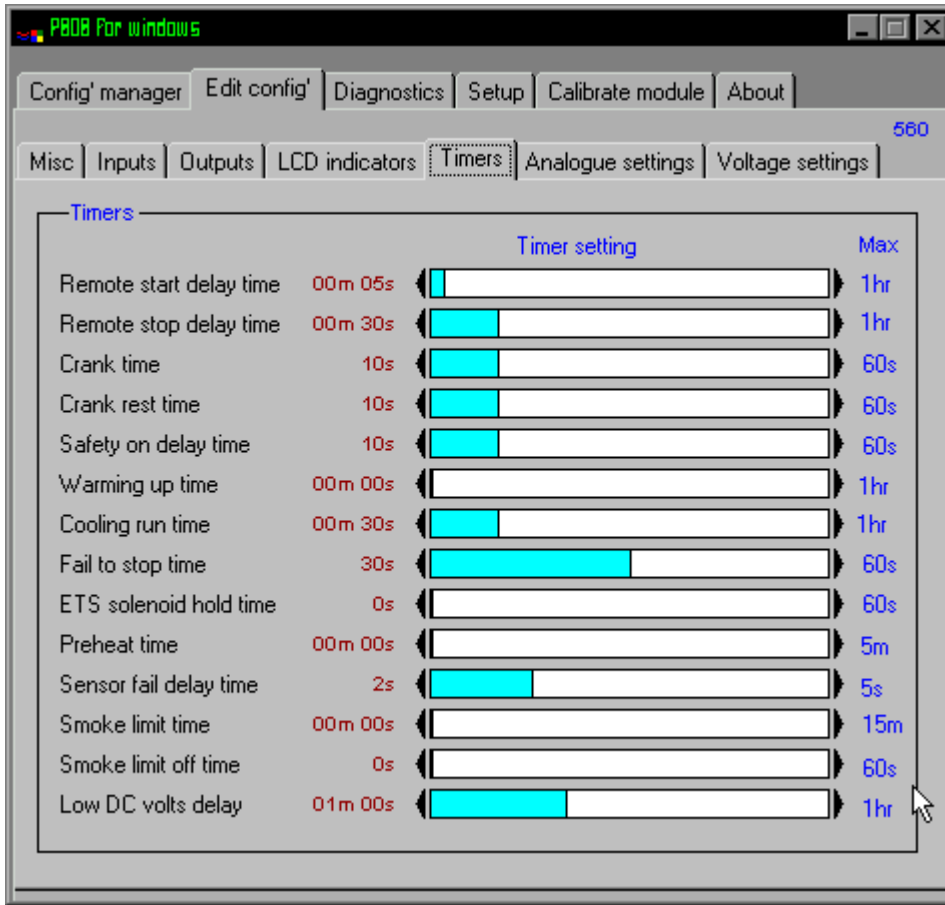 P808 For windows
Config' manager Edit config' Diagnostics Setup Calibrate module About
560
Misc Inputs Outputs LCD indicators Timers Analogue settings Voltage settings
Timers
Timer setting Max
Remote start delay time 00m 05s 1hr
Remote stop delay time 00m 30s 1hr
Crank time 10s 60s
Crank rest time 10s 60s
Safety on delay time 10s 60s
Warming up time 00m 00s 1hr
Cooling run time 00m 30s 1hr
Fail to stop time 30s 60s
ETS solenoid hold time 0s 60s
Preheat time 00m 00s 5m
Sensor fail delay time 2s 5s
Smoke limit time 00m 00s 15m
Smoke limit off time 0s 60s
Low DC volts delay 01m 00s 1hr